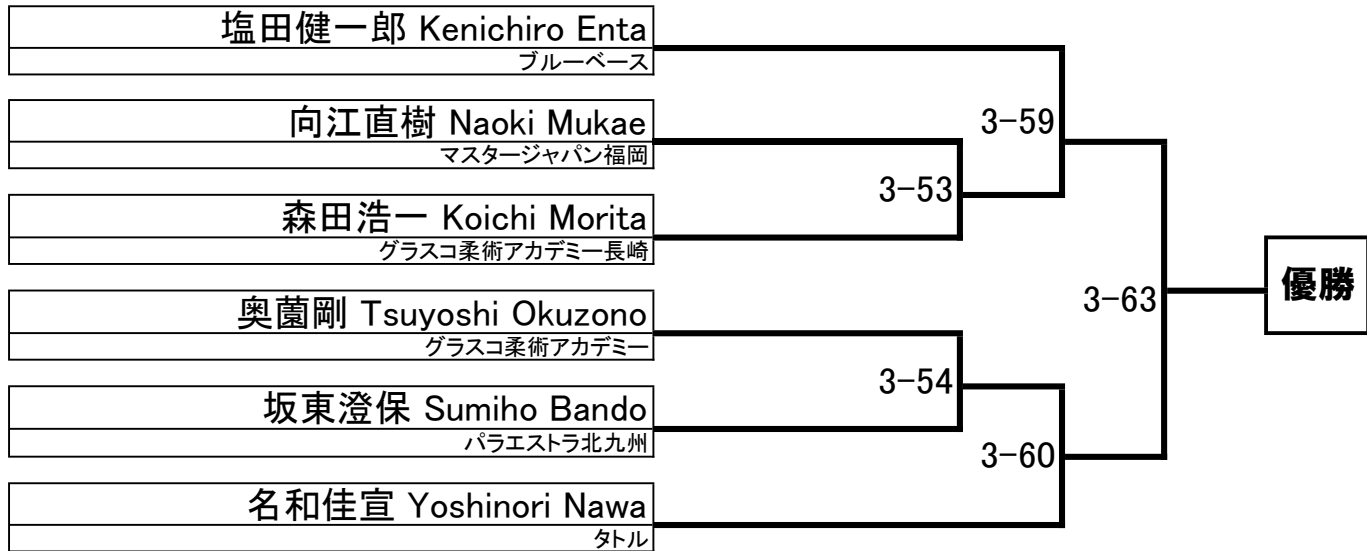 塩田健一郎 Kenichiro Enta
ブルーベース
向江直樹 Naoki Mukae
マスタージャパン福岡
森田浩一 Koichi Morita
グラスコ柔術アカデミー長崎
奥薗剛 Tsuyoshi Okuzono
グラスコ柔術アカデミー
坂東澄保 Sumiho Bando
パラエストラ北九州
名和佳宣 Yoshinori Nawa
タトル
3-59
3-53
3-63
3-54
3-60
優勝